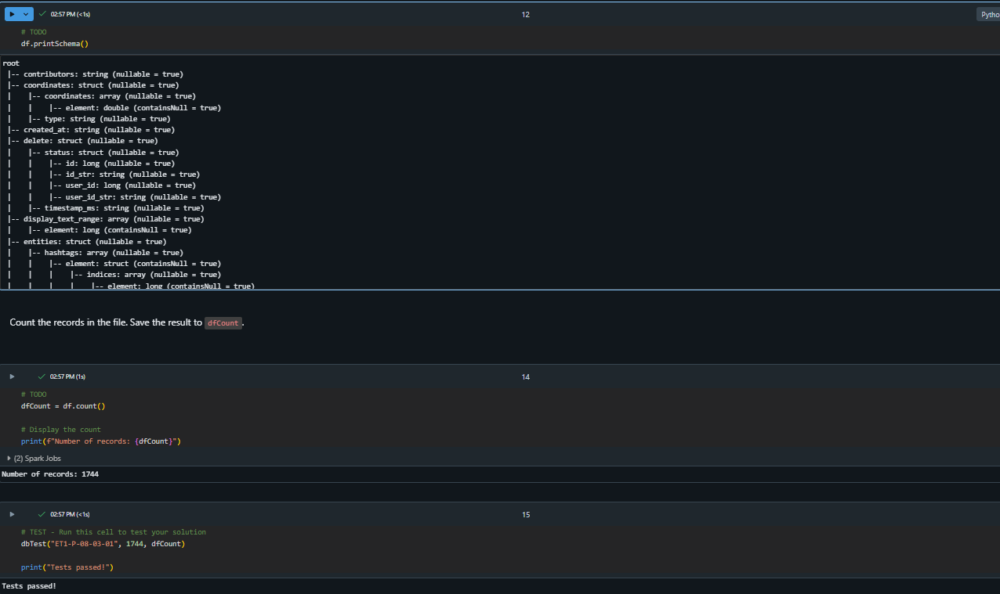 02:57 PM (<1s)
12
Pytho
# TODO
df.printSchema()
root
|-- contributors: string (nullable = true)
|-- coordinates: struct (nullable = true)
|    |-- coordinates: array (nullable = true)
|    |    |-- element: double (containsNull = true)
|    |-- type: string (nullable = true)
|-- created_at: string (nullable = true)
|-- delete: struct (nullable = true)
|    |-- status: struct (nullable = true)
|    |    |-- id: long (nullable = true)
|    |    |-- id_str: string (nullable = true)
|    |    |-- user_id: long (nullable = true)
|    |    |-- user_id_str: string (nullable = true)
|    |-- timestamp_ms: string (nullable = true)
|-- display_text_range: array (nullable = true)
|    |-- element: long (containsNull = true)
|-- entities: struct (nullable = true)
|    |-- hashtags: array (nullable = true)
|    |    |-- element: struct (containsNull = true)
|    |    |    |-- indices: array (nullable = true)
|    |    |    |    |-- element: long (containsNull = true)
Count the records in the file. Save the result to dfCount.
02:57 PM (1s)
14
# TODO
dfCount = df.count()
# Display the count
print(f"Number of records: {dfCount}")
(2) Spark Jobs
Number of records: 1744
02:57 PM (<1s)
15
# TEST - Run this cell to test your solution
dbTest("ET1-P-08-03-01", 1744, dfCount)
print("Tests passed!")
Tests passed!